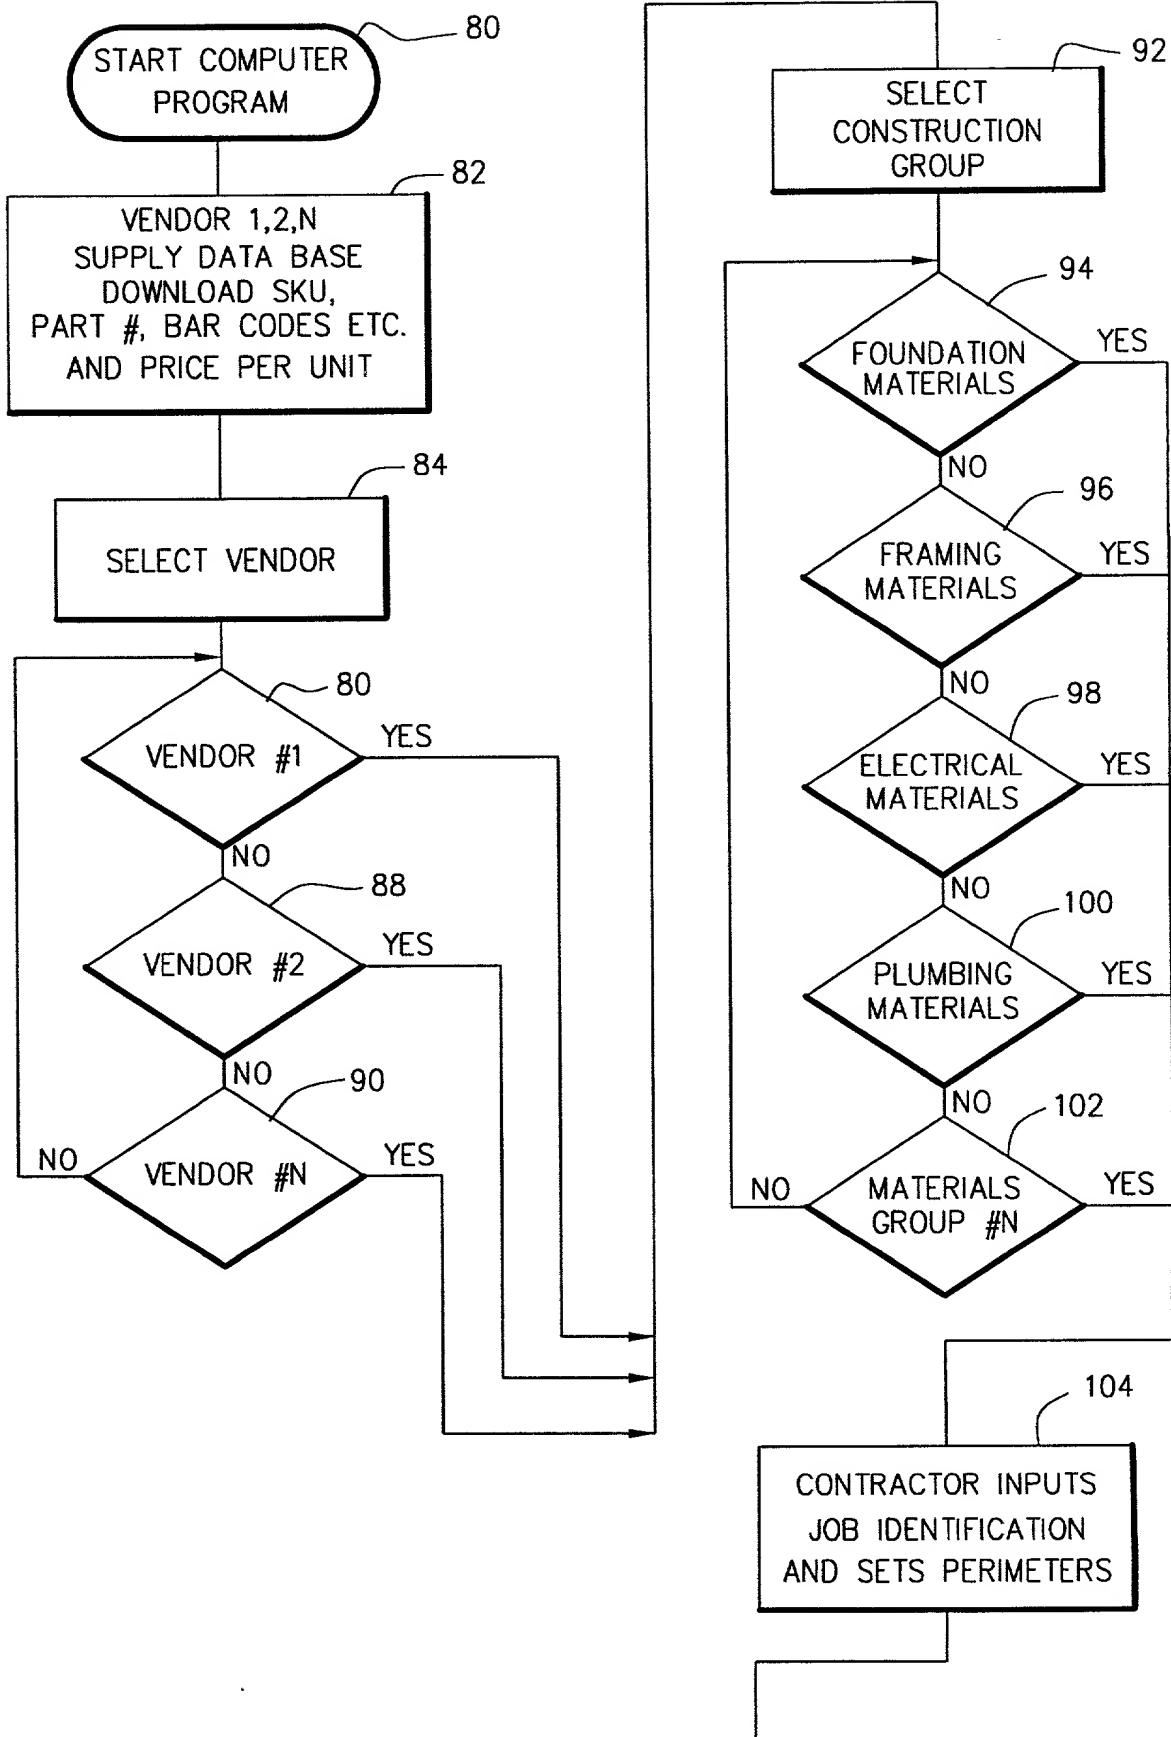 80
START COMPUTER
PROGRAM
82
VENDOR 1,2,N
SUPPLY DATA BASE
DOWNLOAD SKU,
PART #, BAR CODES ETC.
AND PRICE PER UNIT
84
SELECT VENDOR
80
VENDOR #1
YES
NO
88
VENDOR #2
YES
NO
90
VENDOR #N
YES
NO
92
SELECT
CONSTRUCTION
GROUP
94
FOUNDATION
MATERIALS
YES
NO
96
FRAMING
MATERIALS
YES
NO
98
ELECTRICAL
MATERIALS
YES
NO
100
PLUMBING
MATERIALS
YES
NO
102
MATERIALS
GROUP #N
YES
NO
104
CONTRACTOR INPUTS
JOB IDENTIFICATION
AND SETS PERIMETERS